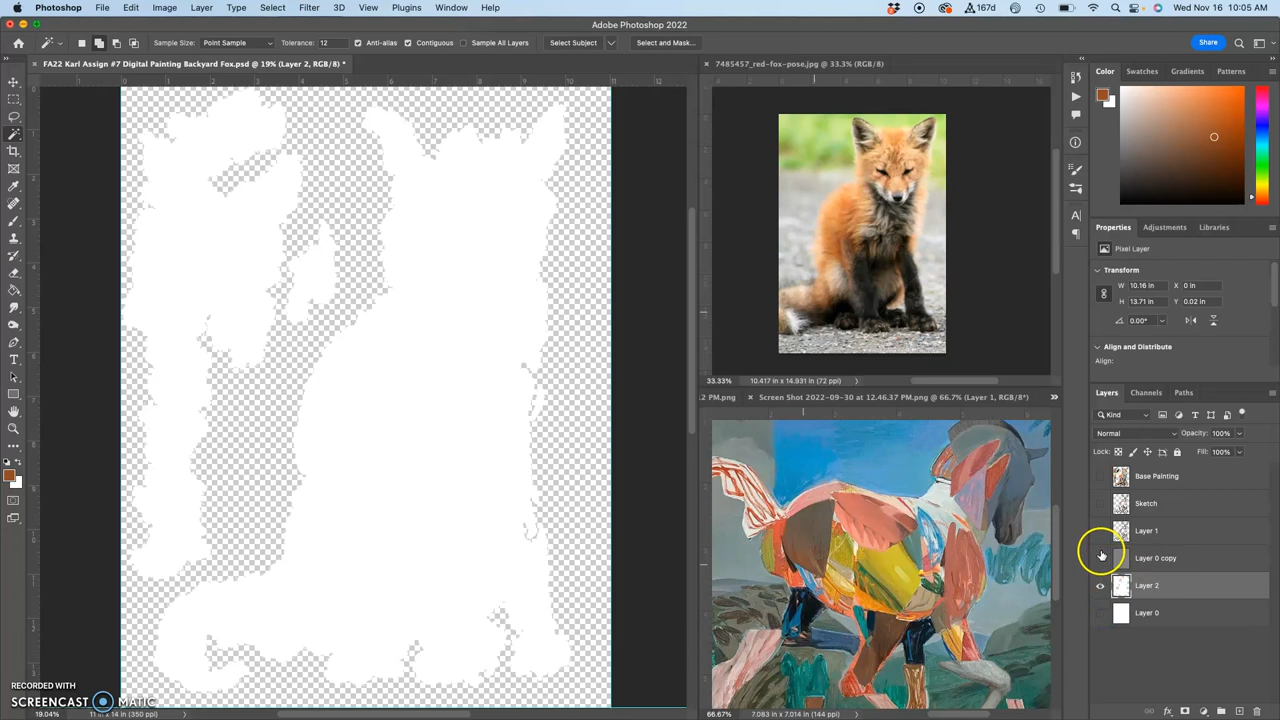 Photoshop File Edit Image Layer Type Select Filter 3D View Plugins Window Help 167d Wed Nov 16 10:05 AM
Adobe Photoshop 2022
Sample Size: Point Sample Tolerance: 12 Anti-alias Contiguous Sample All Layers Select Subject Select and Mask... Share
FA22 Karl Assign #7 Digital Painting Backyard Fox.psd @ 19% (Layer 2, RGB/8) *
7485457_red-fox-pose.jpg @ 33.3% (RGB/8)
Color Swatches Gradients Patterns
Properties Adjustments Libraries
Pixel Layer
Transform
W 10.16 in X 0 in
H 13.71 in Y 0.02 in
0.00°
Align and Distribute
Align:
33.33% 10.417 in x 14.931 in (72 ppi)
2 PM.png Screen Shot 2022-09-30 at 12.46.37 PM.png @ 66.7% (Layer 1, RGB/8*)
Layers Channels Paths
Kind
Normal Opacity: 100%
Lock: Fill: 100%
Base Painting
Sketch
Layer 1
Layer 0 copy
Layer 2
Layer 0
RECORDED WITH
SCREENCAST MATIC
19.04% 11 in x 14 in (350 ppi)
66.67% 7.083 in x 7.014 in (144 ppi)